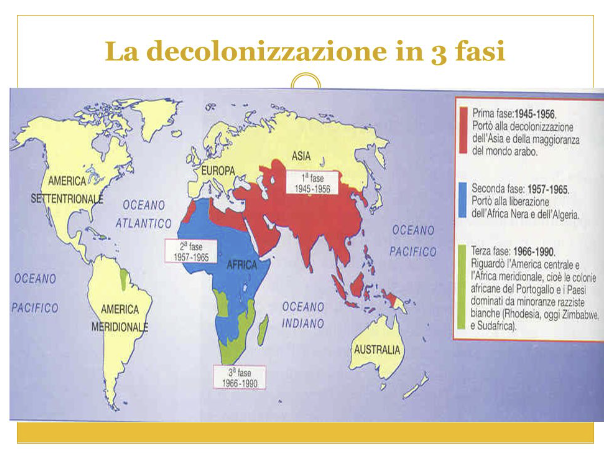 La decolonizzazione in 3 fasi
AMERICA
SETTENTRIONALE
OCEANO
ATLANTICO
EUROPA
ASIA
1ª fase
1945-1956
2ª fase
1957-1965
AFRICA
OCEANO
PACIFICO
OCEANO
PACIFICO
AMERICA
MERIDIONALE
OCEANO
INDIANO
AUSTRALIA
3ª fase
1966-1990
Prima fase:1945-1956.
Portò alla decolonizzazione
dell'Asia e della maggioranza
del mondo arabo.
Seconda fase: 1957-1965.
Portò alla liberazione
dell'Africa Nera e dell'Algeria.
Terza fase: 1966-1990.
Riguardò l'America centrale e
l'Africa meridionale, cioè le colonie
africane del Portogallo e i Paesi
dominati da minoranze razziste
bianche (Rhodesia, oggi Zimbabwe,
e Sudafrica).